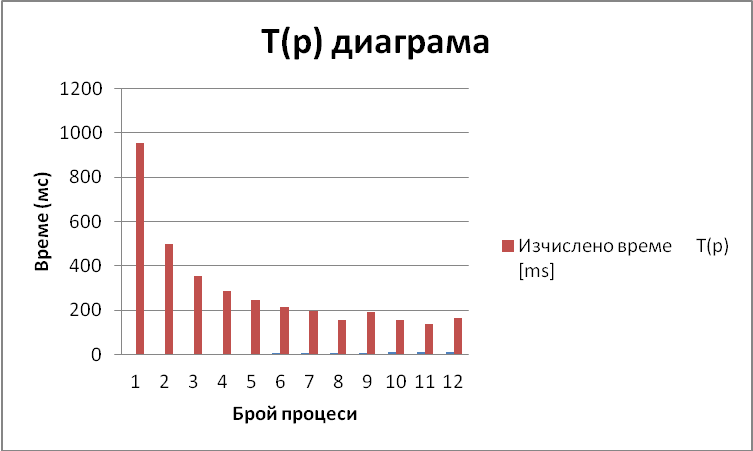 T(p) диаграма
1200
1000
800
600
400
200
0
Време (мс)
1 2 3 4 5 6 7 8 9 10 11 12
Брой процеси
Изчислено време T(p)
[ms]